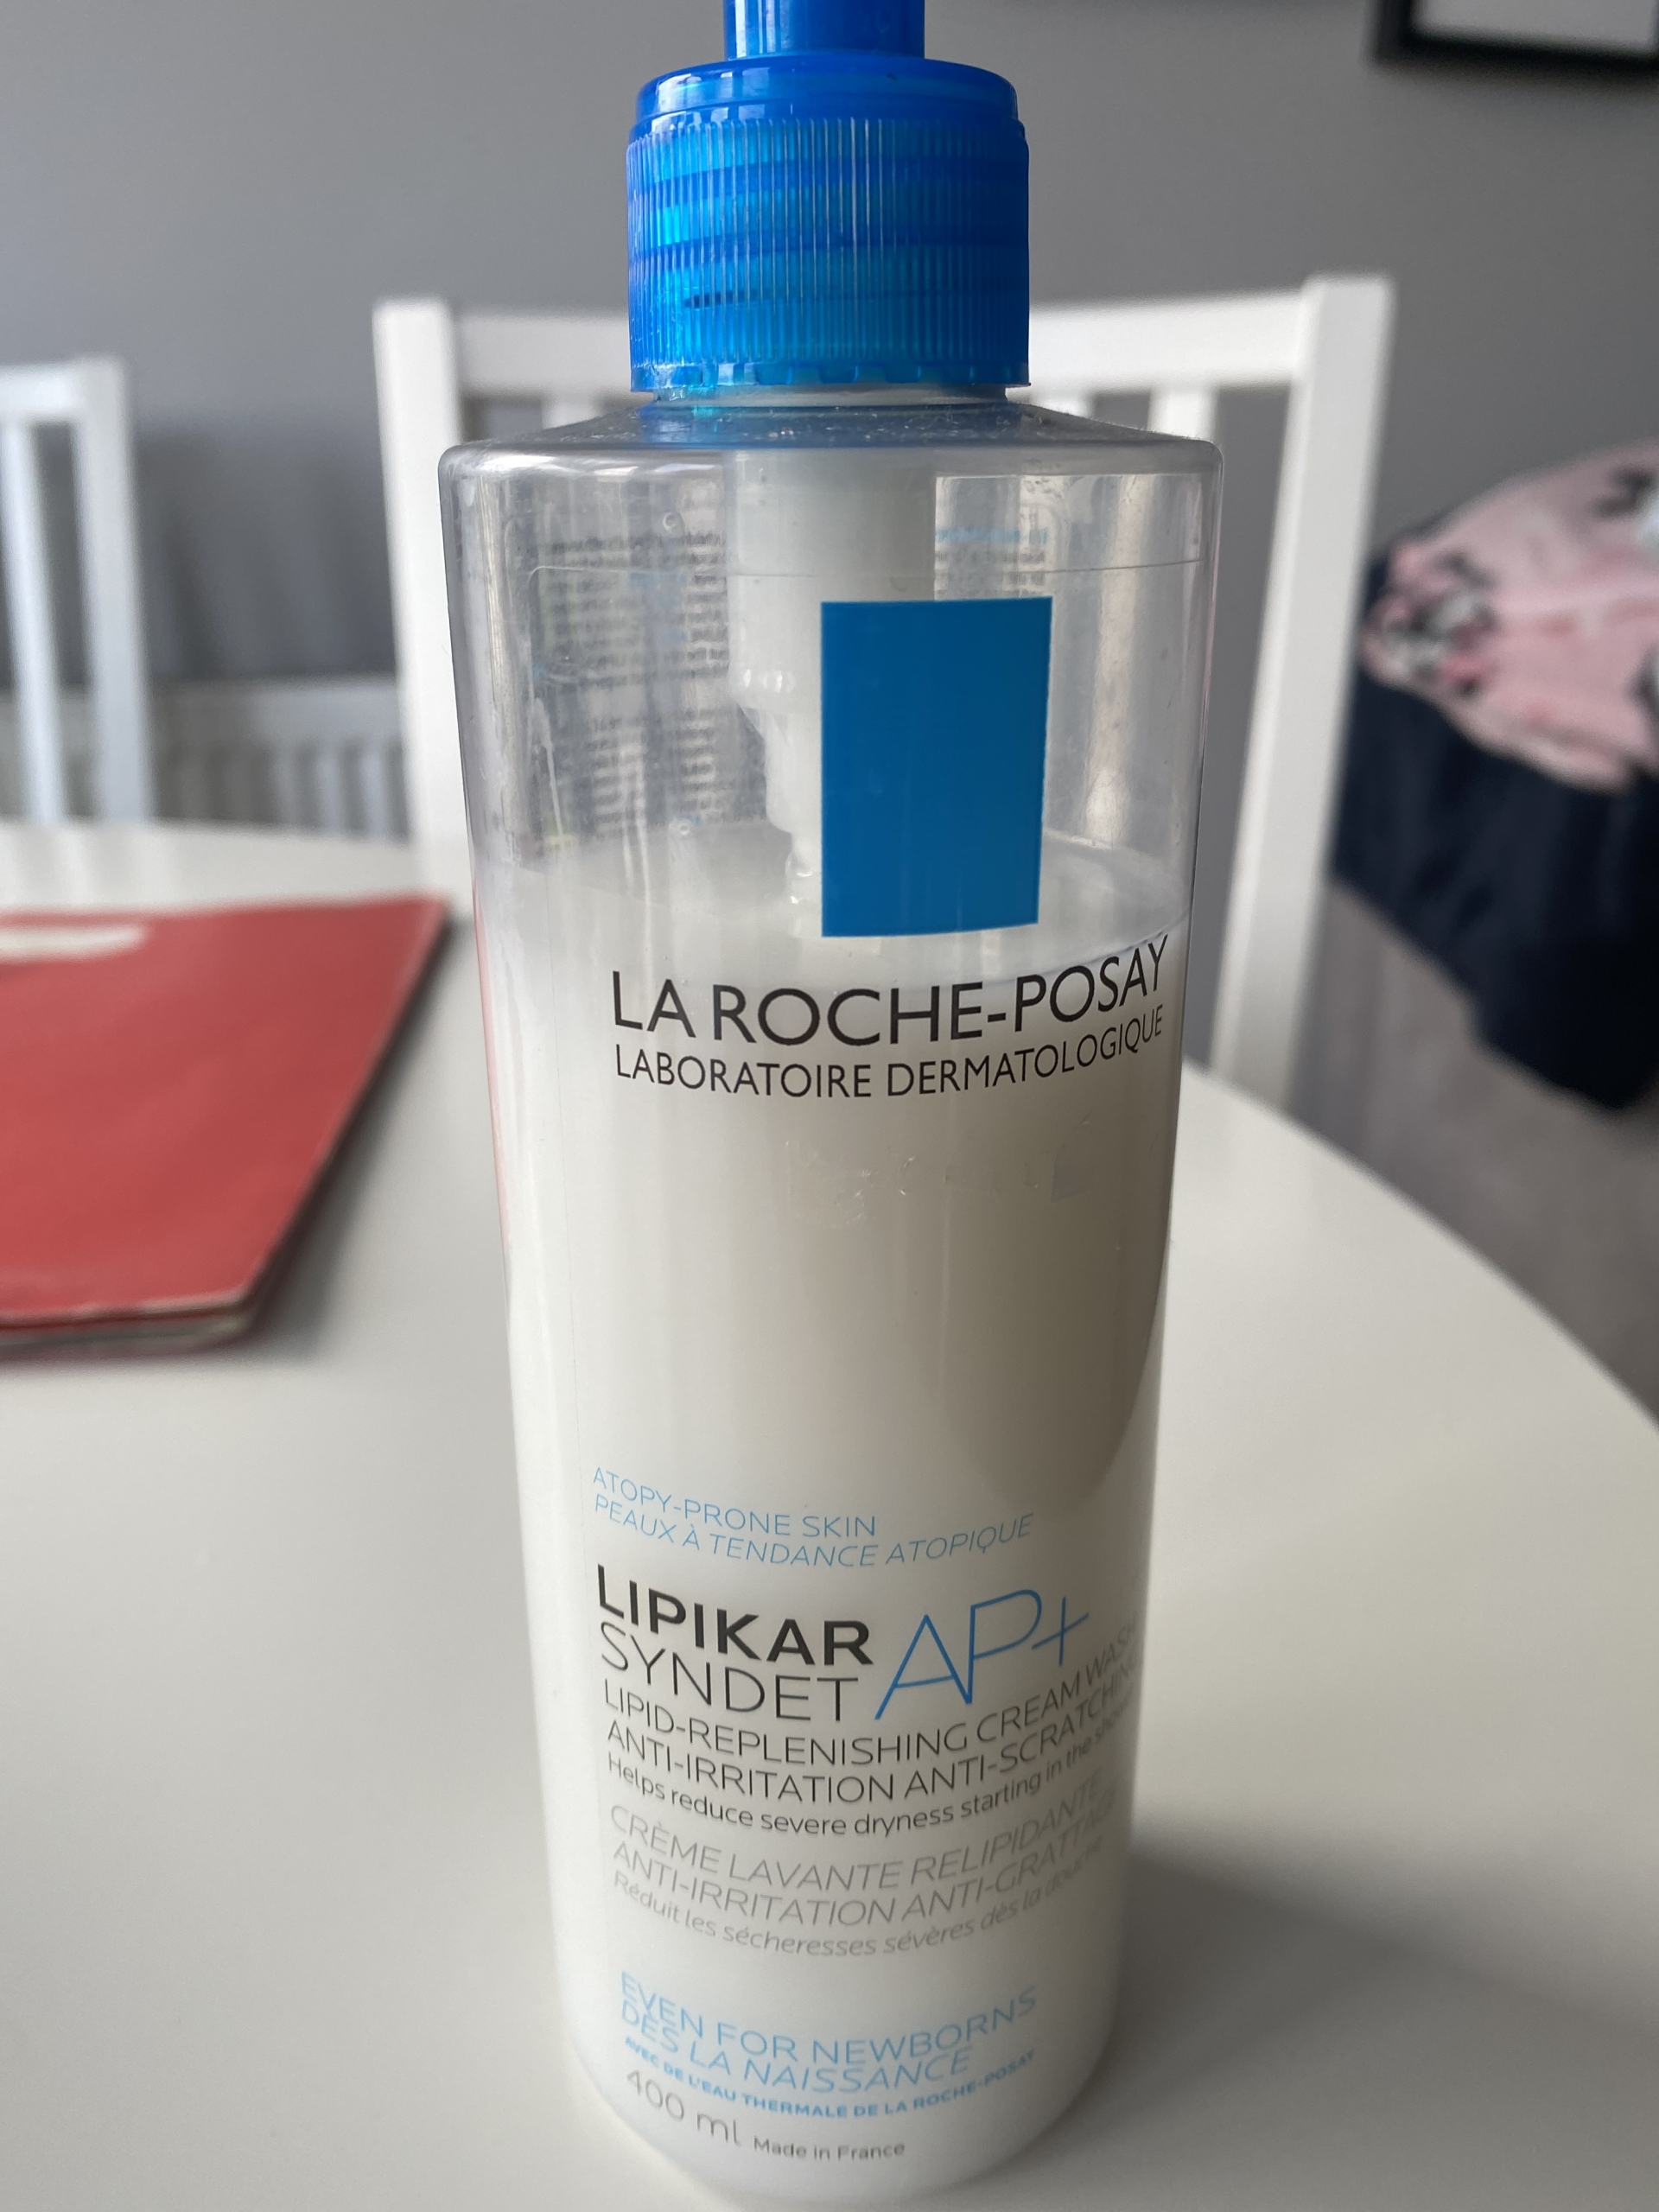 LA ROCHE-POSAY
LABORATOIRE DERMATOLOGIQUE
ATOPY-PRONE SKIN
PEAUX À TENDANCE ATOPIQUE
LIPIKAR
SYNDET AP+
LIPID-REPLENISHING CREAM WASH
ANTI-IRRITATION ANTI-SCRATCHING
Helps reduce severe dryness starting in the shower
CRÈME LAVANTE RELIPIDANTE
ANTI-IRRITATION ANTI-GRATTAGE
Réduit les sécheresses sévères dès la douche
EVEN FOR NEWBORNS
DÈS LA NAISSANCE
AVEC DE L'EAU THERMALE DE LA ROCHE-POSAY
400 ml Made in France